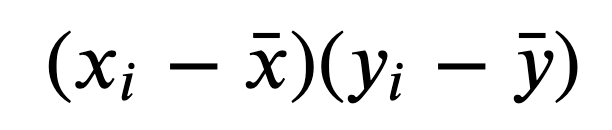 (xᵢ − x̄)(yᵢ − ȳ)